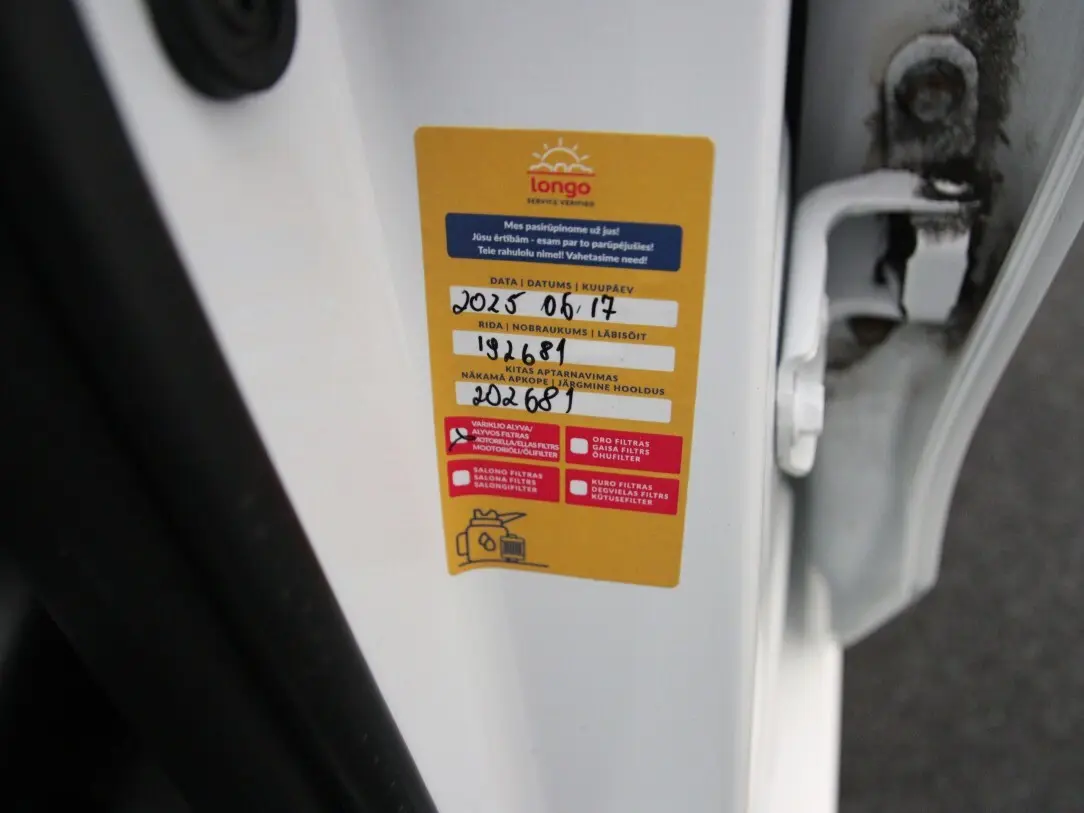 longo
SERVICE VERIFIED
Mes pasirūpinome už jus!
Jūsu ērtībām - esam par to parūpējušies!
Teie rahulolu nimel! Vahetasime need!
DATA | DATUMS | KUUPÄEV
2025 06.17
RIDA | NOBRAUKUMS | LÄBISÕIT
192681
KITAS APTARNAVIMAS
NĀKAMĀ APKOPE | JÄRGMINE HOOLDUS
202681
VARIKLIO ALYVA/
ALYVOS FILTRAS
MOTORELLA/ELLAS FILTRS
MOOTORIÕLI/ÕLIFILTER
ORO FILTRAS
GAISA FILTRS
ÕHUFILTER
SALONO FILTRAS
SALONA FILTRS
SALONGIFILTER
KURO FILTRAS
DEGVIELAS FILTRS
KÜTUSEFILTER